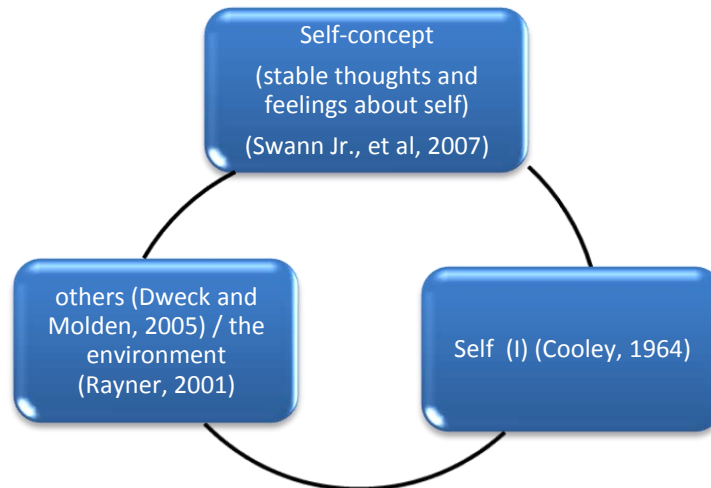 Self-concept
(stable thoughts and
feelings about self)
(Swann Jr., et al, 2007)
others (Dweck and
Molden, 2005) / the
environment
(Rayner, 2001)
Self (I) (Cooley, 1964)